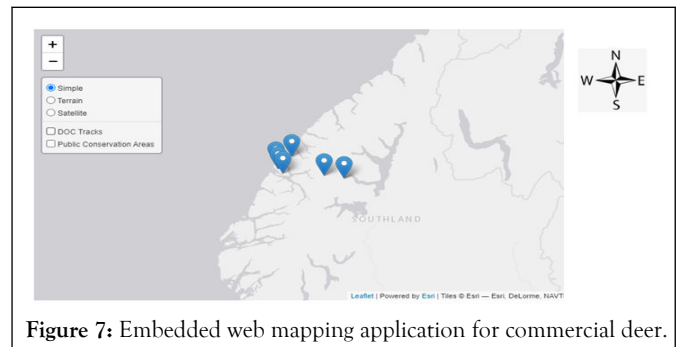 +
−
Simple
Terrain
Satellite
DOC Tracks
Public Conservation Areas
N
W E
S
SOUTHLAND
Leaflet | Powered by Esri | Tiles © Esri — Esri, DeLorme, NAVT
Figure 7: Embedded web mapping application for commercial deer.